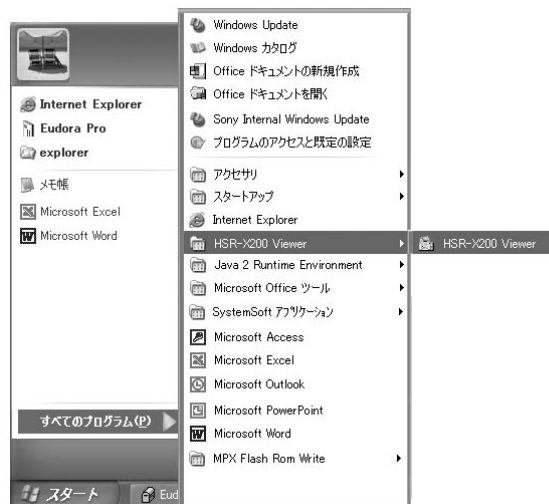 Internet Explorer
Eudora Pro
explorer
メモ帳
Microsoft Excel
Microsoft Word
すべてのプログラム(P)
スタート
Eud
Windows Update
Windows カタログ
Office ドキュメントの新規作成
Office ドキュメントを開く
Sony Internal Windows Update
プログラムのアクセスと既定の設定
アクセサリ
スタートアップ
Internet Explorer
HSR-X200 Viewer
Java 2 Runtime Environment
Microsoft Office ツール
SystemSoft アプリケーション
Microsoft Access
Microsoft Excel
Microsoft Outlook
Microsoft PowerPoint
Microsoft Word
MPX Flash Rom Write
HSR-X200 Viewer